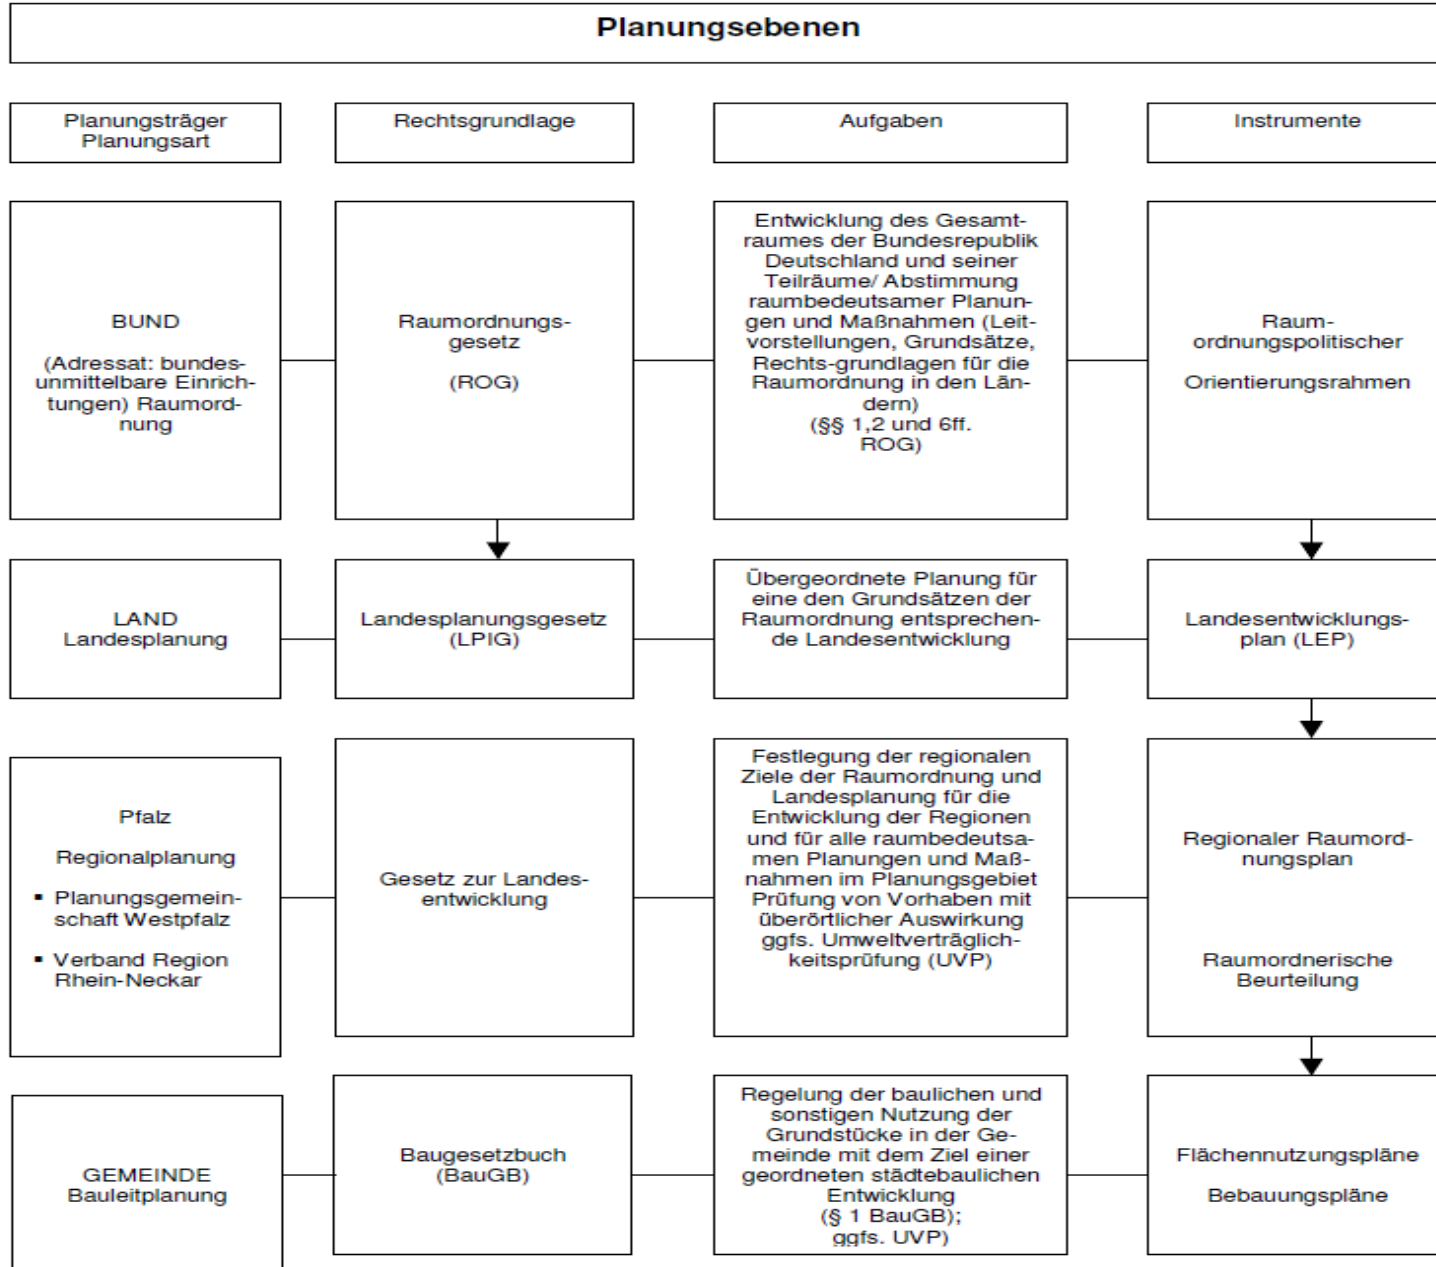 Planungsebenen
Planungsträger
Planungsart
Rechtsgrundlage
Aufgaben
Instrumente
BUND
(Adressat: bundes-
unmittelbare Einrich-
tungen) Raumord-
nung
Raumordnungs-
gesetz
(ROG)
Entwicklung des Gesamt-
raumes der Bundesrepublik
Deutschland und seiner
Teilräume/ Abstimmung
raumbedeutsamer Planun-
gen und Maßnahmen (Leit-
vorstellungen, Grundsätze,
Rechts-grundlagen für die
Raumordnung in den Län-
dern)
(§§ 1,2 und 6ff.
ROG)
Raum-
ordnungspolitischer
Orientierungsrahmen
LAND
Landesplanung
Landesplanungsgesetz
(LPIG)
Übergeordnete Planung für
eine den Grundsätzen der
Raumordnung entsprechen-
de Landesentwicklung
Landesentwicklungs-
plan (LEP)
Pfalz
Regionalplanung
▪ Planungsgemein-
schaft Westpfalz
▪ Verband Region
Rhein-Neckar
Gesetz zur Landes-
entwicklung
Festlegung der regionalen
Ziele der Raumordnung und
Landesplanung für die
Entwicklung der Regionen
und für alle raumbedeutsa-
men Planungen und Maß-
nahmen im Planungsgebiet
Prüfung von Vorhaben mit
überörtlicher Auswirkung
ggfs. Umweltverträglich-
keitsprüfung (UVP)
Regionaler Raumord-
nungsplan
Raumordnerische
Beurteilung
GEMEINDE
Bauleitplanung
Baugesetzbuch
(BauGB)
Regelung der baulichen und
sonstigen Nutzung der
Grundstücke in der Ge-
meinde mit dem Ziel einer
geordneten städtebaulichen
Entwicklung
(§ 1 BauGB);
ggfs. UVP)
Flächennutzungspläne
Bebauungspläne